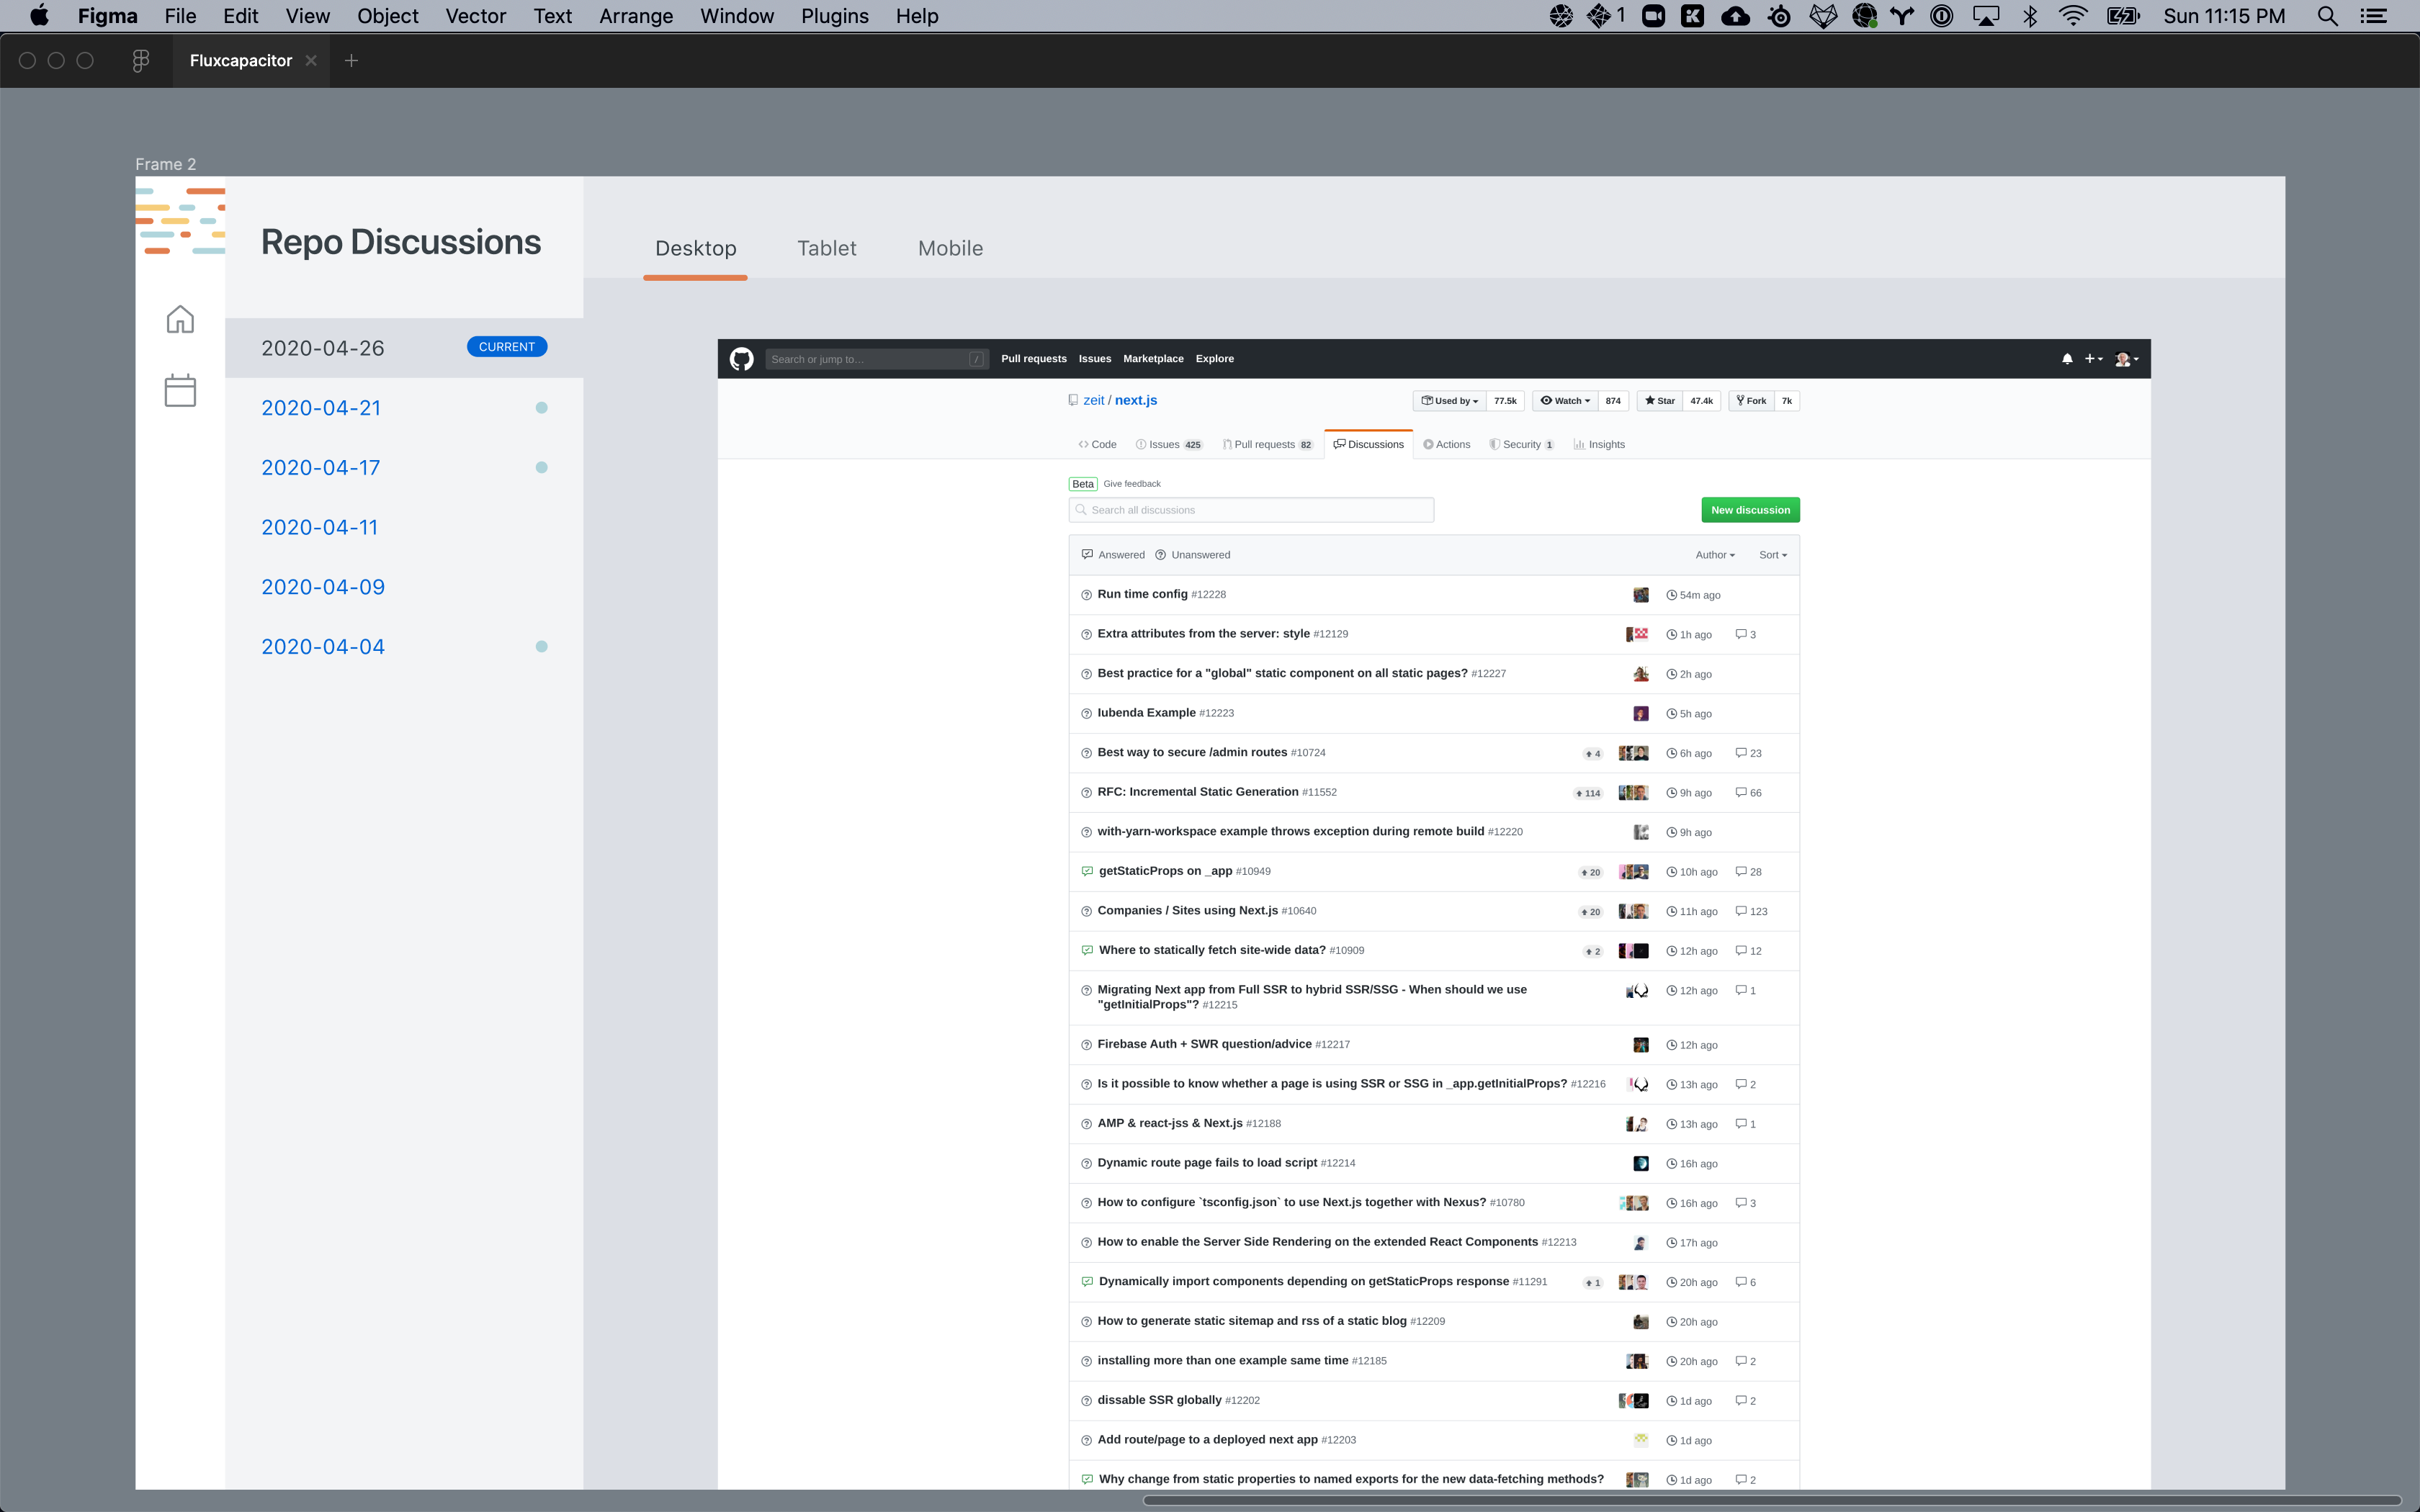 Figma File Edit View Object Vector Text Arrange Window Plugins Help 1 Sun 11:15 PM
Fluxcapacitor
Frame 2
Repo Discussions
Desktop Tablet Mobile
2020-04-26 CURRENT
2020-04-21
2020-04-17
2020-04-11
2020-04-09
2020-04-04
Search or jump to... / Pull requests Issues Marketplace Explore
zeit / next.js Used by 77.5k Watch 874 Star 47.4k Fork 7k
Code Issues 425 Pull requests 82 Discussions Actions Security 1 Insights
Beta Give feedback
Search all discussions New discussion
Answered Unanswered Author Sort
Run time config #12228 54m ago
Extra attributes from the server: style #12129 1h ago 3
Best practice for a "global" static component on all static pages? #12227 2h ago
Iubenda Example #12223 5h ago
Best way to secure /admin routes #10724 4 6h ago 23
RFC: Incremental Static Generation #11552 114 9h ago 66
with-yarn-workspace example throws exception during remote build #12220 9h ago
getStaticProps on _app #10949 20 10h ago 28
Companies / Sites using Next.js #10640 20 11h ago 123
Where to statically fetch site-wide data? #10909 2 12h ago 12
Migrating Next app from Full SSR to hybrid SSR/SSG - When should we use 12h ago 1
"getInitialProps"? #12215
Firebase Auth + SWR question/advice #12217 12h ago
Is it possible to know whether a page is using SSR or SSG in _app.getInitialProps? #12216 13h ago 2
AMP & react-jss & Next.js #12188 13h ago 1
Dynamic route page fails to load script #12214 16h ago
How to configure `tsconfig.json` to use Next.js together with Nexus? #10780 16h ago 3
How to enable the Server Side Rendering on the extended React Components #12213 17h ago
Dynamically import components depending on getStaticProps response #11291 1 20h ago 6
How to generate static sitemap and rss of a static blog #12209 20h ago
installing more than one example same time #12185 20h ago 2
dissable SSR globally #12202 1d ago 2
Add route/page to a deployed next app #12203 1d ago
Why change from static properties to named exports for the new data-fetching methods? 1d ago 2